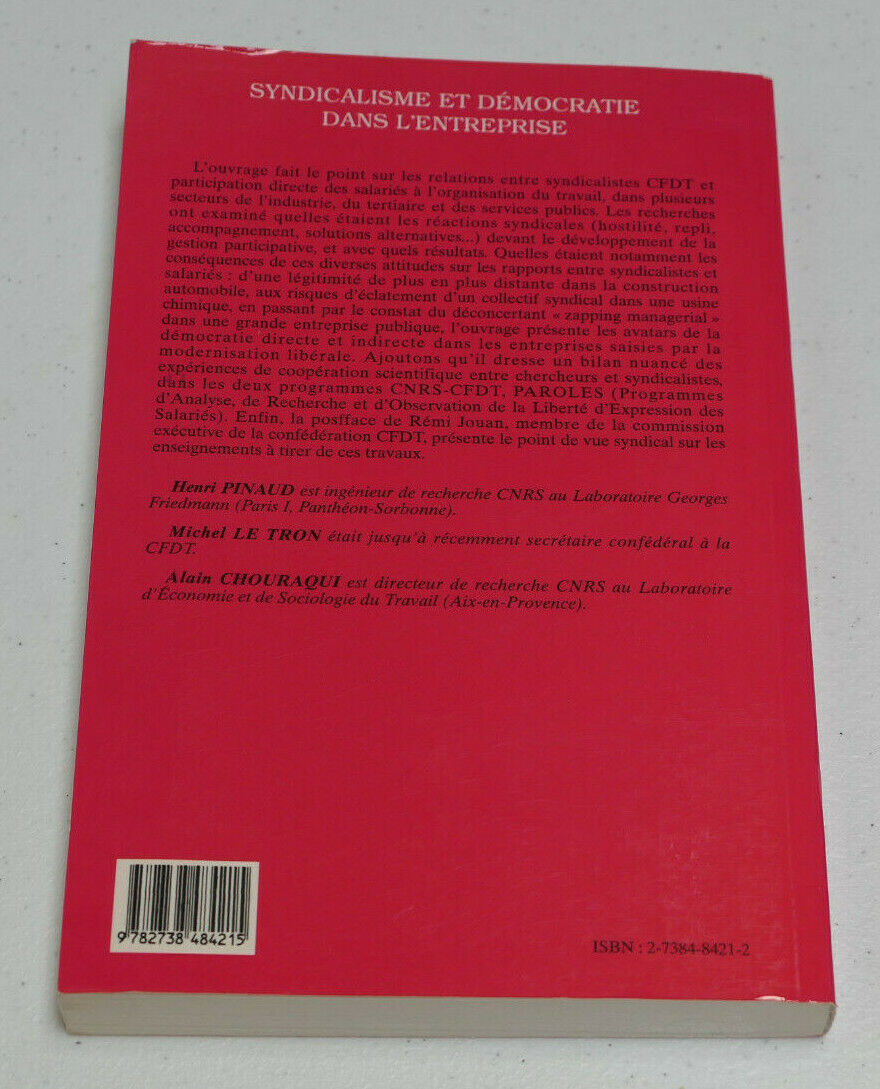 SYNDICALISME ET DÉMOCRATIE
DANS L'ENTREPRISE
L'ouvrage fait le point sur les relations entre syndicalistes CFDT et
participation directe des salariés à l'organisation du travail, dans plusieurs
secteurs de l'industrie, du tertiaire et des services publics. Les recherches
ont examiné quelles étaient les réactions syndicales (hostilité, repli,
accompagnement, solutions alternatives...) devant le développement de la
gestion participative, et avec quels résultats. Quelles étaient notamment les
conséquences de ces diverses attitudes sur les rapports entre syndicalistes et
salariés : d'une légitimité de plus en plus distante dans la construction
automobile, aux risques d'éclatement d'un collectif syndical dans une usine
chimique, en passant par le constat du déconcertant « zapping managerial »
dans une grande entreprise publique, l'ouvrage présente les avatars de la
démocratie directe et indirecte dans les entreprises saisies par la
modernisation libérale. Ajoutons qu'il dresse un bilan nuancé des
expériences de coopération scientifique entre chercheurs et syndicalistes,
dans les deux programmes CNRS-CFDT, PAROLES (Programmes
d'Analyse, de Recherche et d'Observation de la Liberté d'Expression des
Salariés). Enfin, la posfface de Rémi Jouan, membre de la commission
exécutive de la confédération CFDT, présente le point de vue syndical sur les
enseignements à tirer de ces travaux.
Henri PINAUD est ingénieur de recherche CNRS au Laboratoire Georges
Friedmann (Paris I, Panthéon-Sorbonne).
Michel LE TRON était jusqu'à récemment secrétaire confédéral à la
CFDT.
Alain CHOURAQUI est directeur de recherche CNRS au Laboratoire
d'Économie et de Sociologie du Travail (Aix-en-Provence).
9 782738 484215
ISBN : 2-7384-8421-2